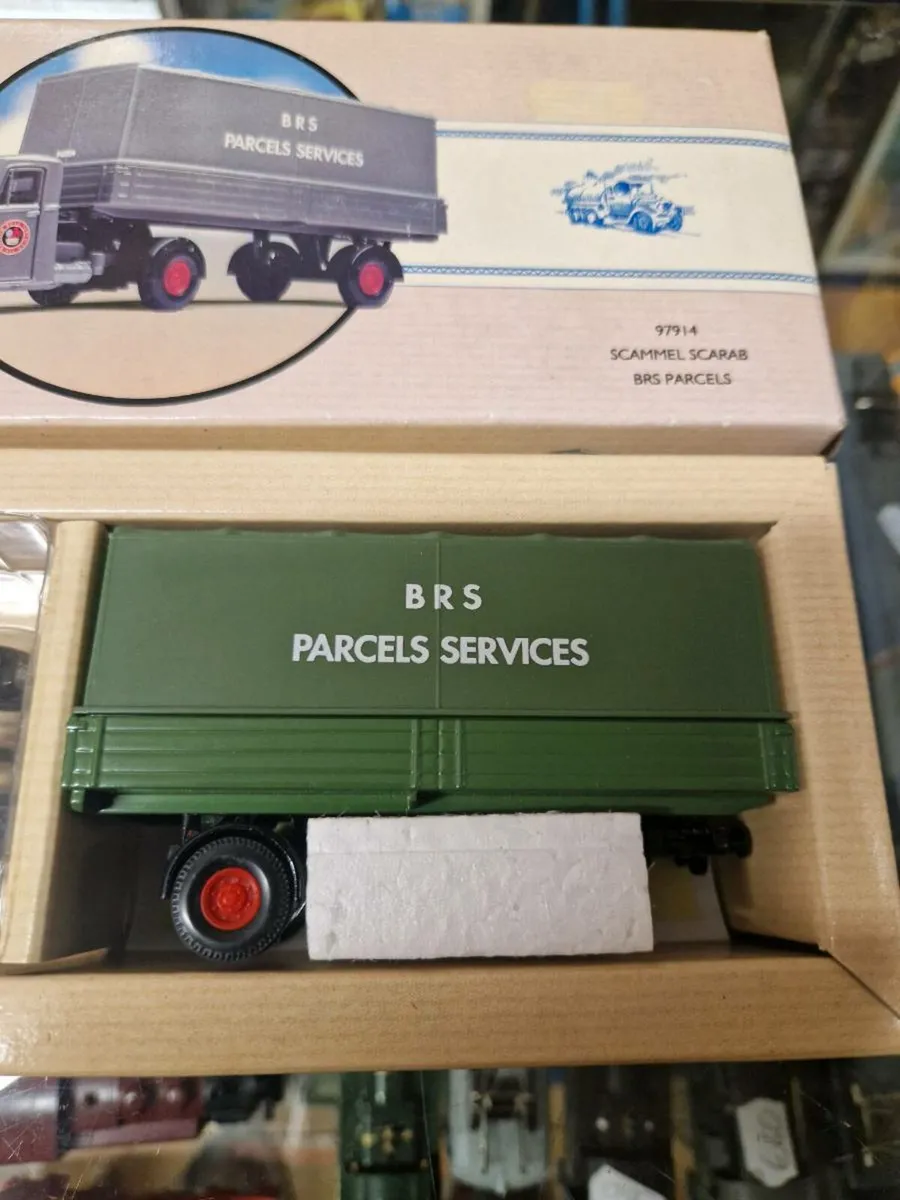 BRS
PARCELS SERVICES
97914
SCAMMEL SCARAB
BRS PARCELS
BRS
PARCELS SERVICES